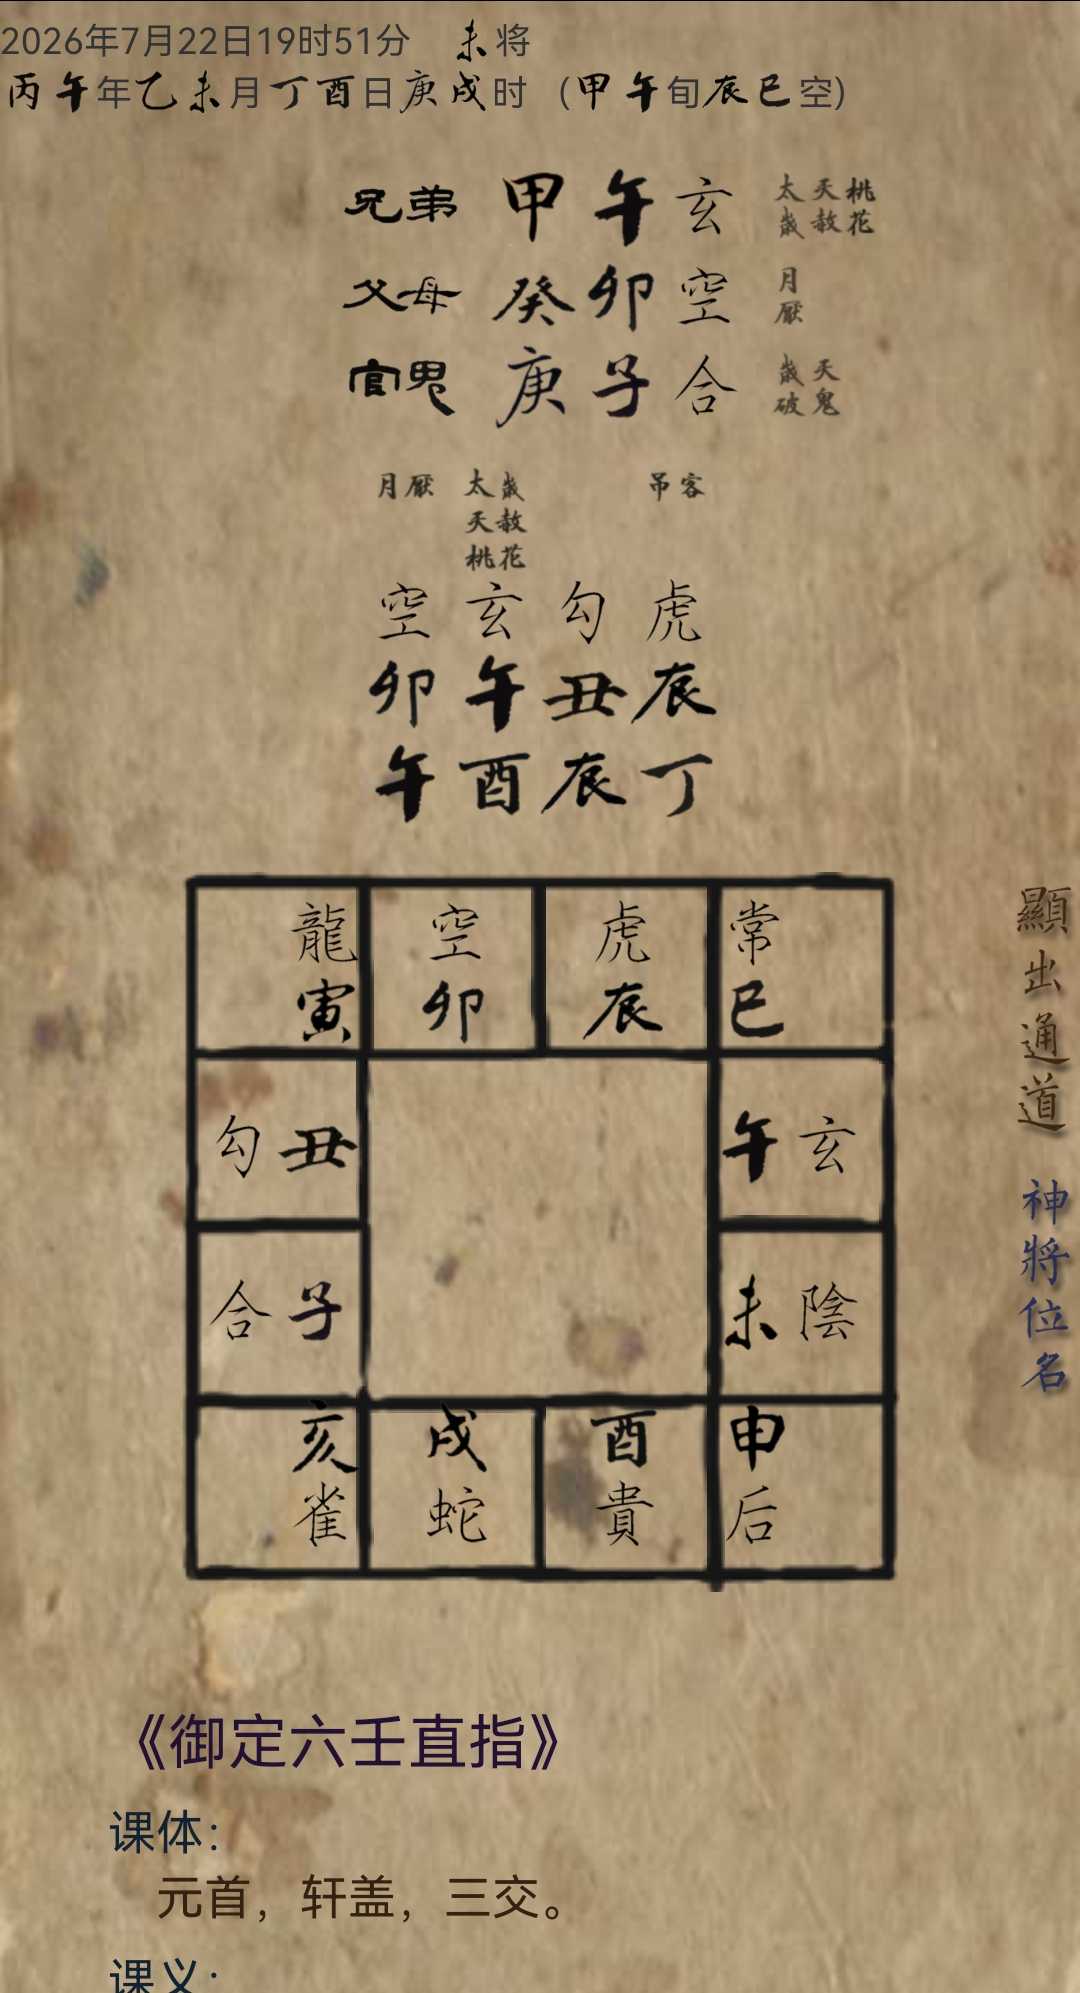 2026年7月22日19时51分 未将
丙午年乙未月丁酉日庚戌时 (甲午旬辰巳空)
兄弟 甲午玄 太歲 天赦 桃花
父母 癸卯空 月厭
官鬼 庚子合 歲破 天鬼
月厭 太歲 吊客
天赦
桃花
空玄勾虎
卯午丑辰
午酉辰丁
龍空虎常
寅卯辰巳
勾丑 午玄
合子 未陰
亥戌酉申
雀蛇貴后
顯出通道
神將位名
《御定六壬直指》
课体:
元首，轩盖，三交。
课义: